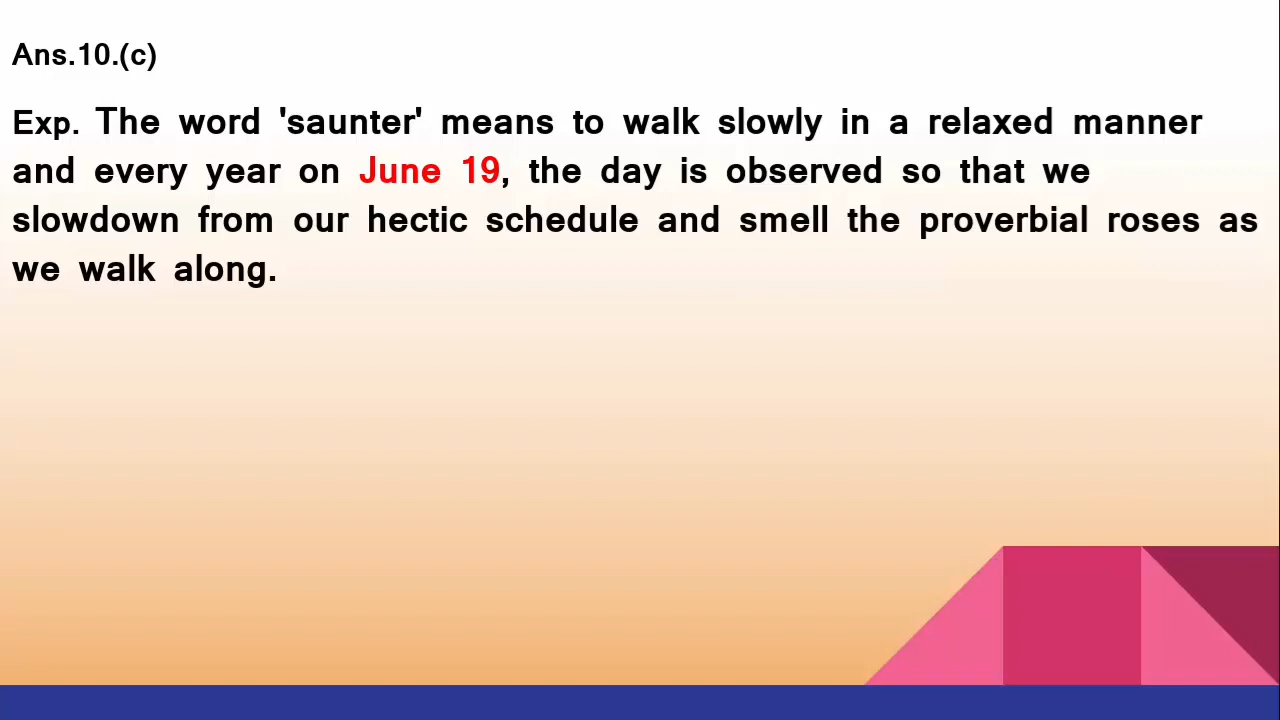 Ans.10.(c)
Exp. The word 'saunter' means to walk slowly in a relaxed manner
and every year on June 19, the day is observed so that we
slowdown from our hectic schedule and smell the proverbial roses as
we walk along.